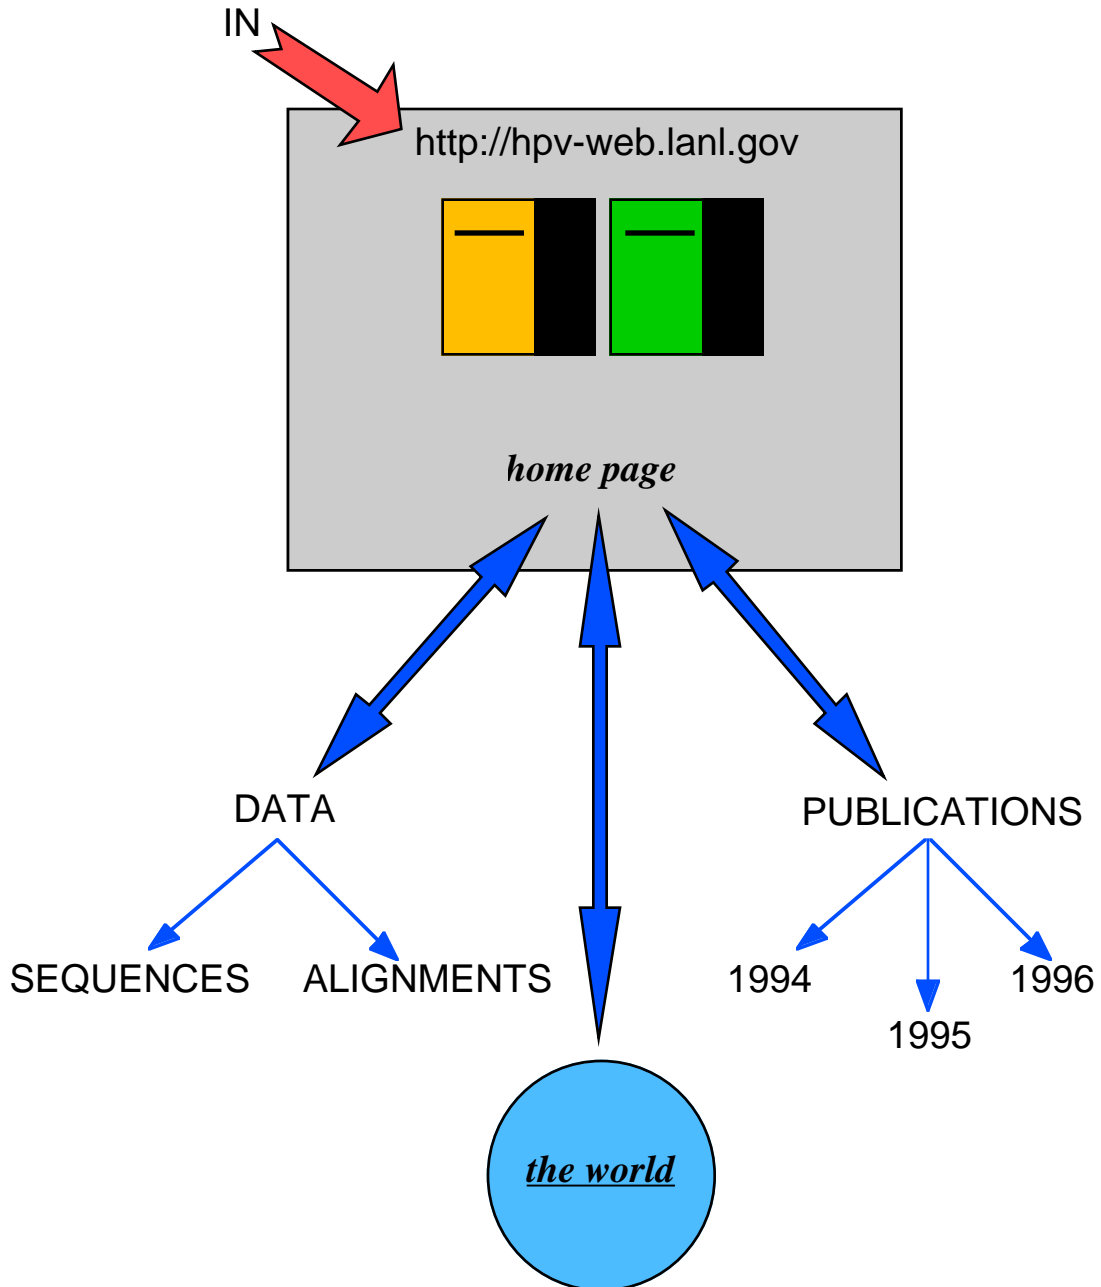 IN
http://hpv-web.lanl.gov
home page
DATA
PUBLICATIONS
SEQUENCES
ALIGNMENTS
1994
1996
1995
the world